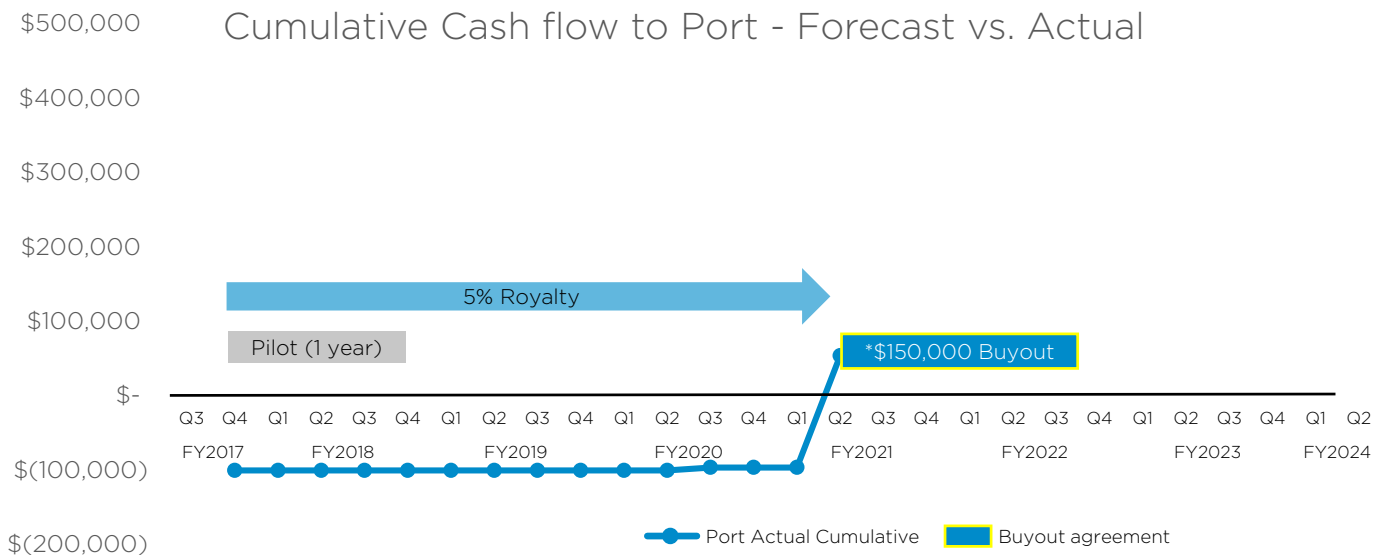 Cumulative Cash flow to Port - Forecast vs. Actual
$500,000
$400,000
$300,000
$200,000
$100,000
$-
$(100,000)
$(200,000)
5% Royalty
Pilot (1 year)
*$150,000 Buyout
Q3 Q4 Q1 Q2 Q3 Q4 Q1 Q2 Q3 Q4 Q1 Q2 Q3 Q4 Q1 Q2 Q3 Q4 Q1 Q2 Q3 Q4 Q1 Q2 Q3 Q4 Q1 Q2
FY2017 FY2018 FY2019 FY2020 FY2021 FY2022 FY2023 FY2024
Port Actual Cumulative Buyout agreement